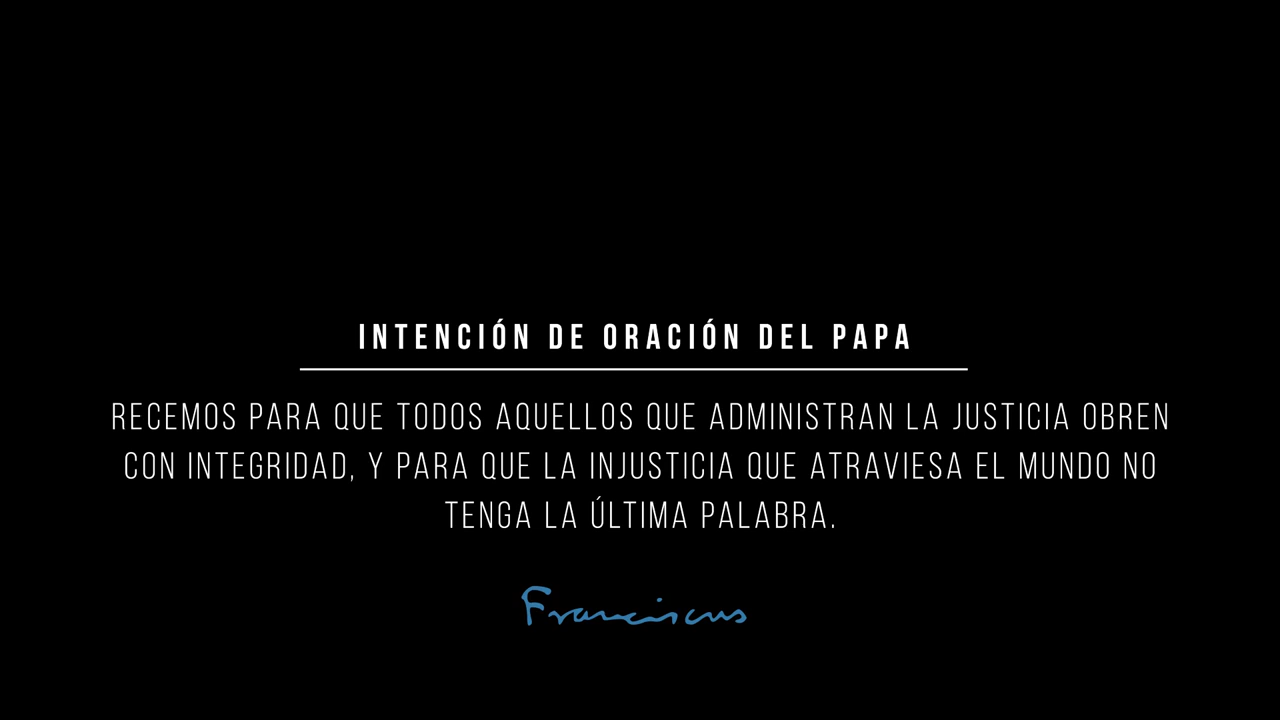 INTENCIÓN DE ORACIÓN DEL PAPA
RECEMOS PARA QUE TODOS AQUELLOS QUE ADMINISTRAN LA JUSTICIA OBREN
CON INTEGRIDAD, Y PARA QUE LA INJUSTICIA QUE ATRAVIESA EL MUNDO NO
TENGA LA ÚLTIMA PALABRA.
Franciscus